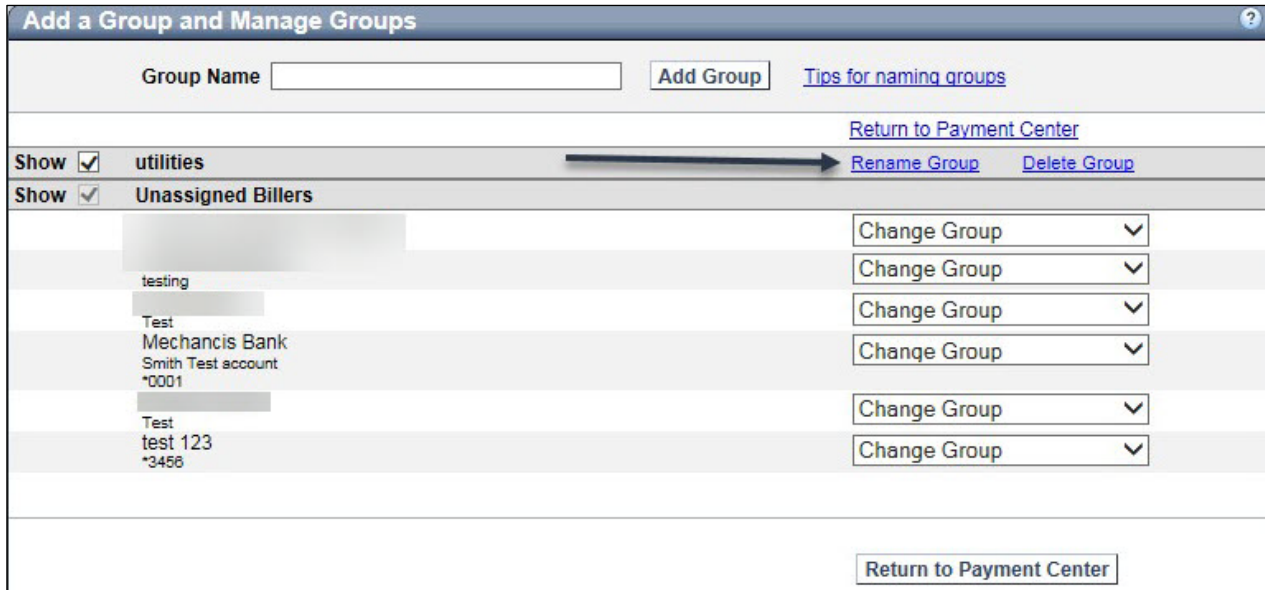 Add a Group and Manage Groups ?
Group Name Add Group Tips for naming groups
Return to Payment Center
Show utilities Rename Group Delete Group
Show Unassigned Billers
Change Group
Change Group
testing
Change Group
Test
Mechancis Bank Change Group
Smith Test account
*0001
Change Group
Test
test 123 Change Group
*3456
Return to Payment Center